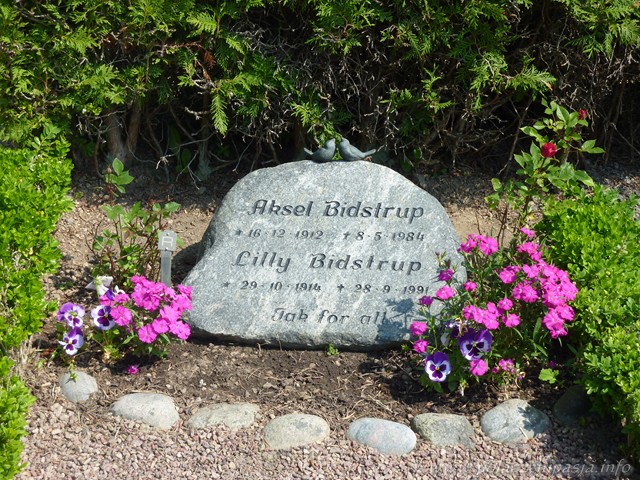 Aksel Bidstrup
* 16·12·1912 + 8·5·1984
Lilly Bidstrup
* 29·10·1914 + 28·9·1991
Tak for alt